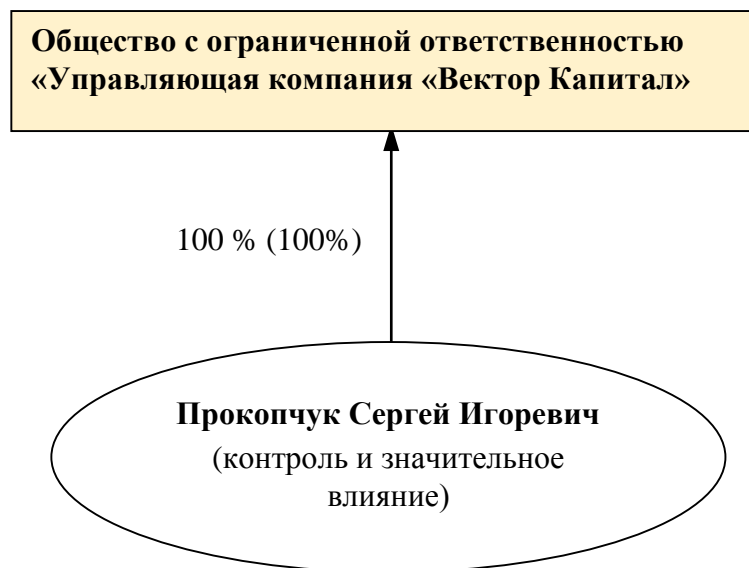 Общество с ограниченной ответственностью
«Управляющая компания «Вектор Капитал»
100 % (100%)
Прокопчук Сергей Игоревич
(контроль и значительное
влияние)